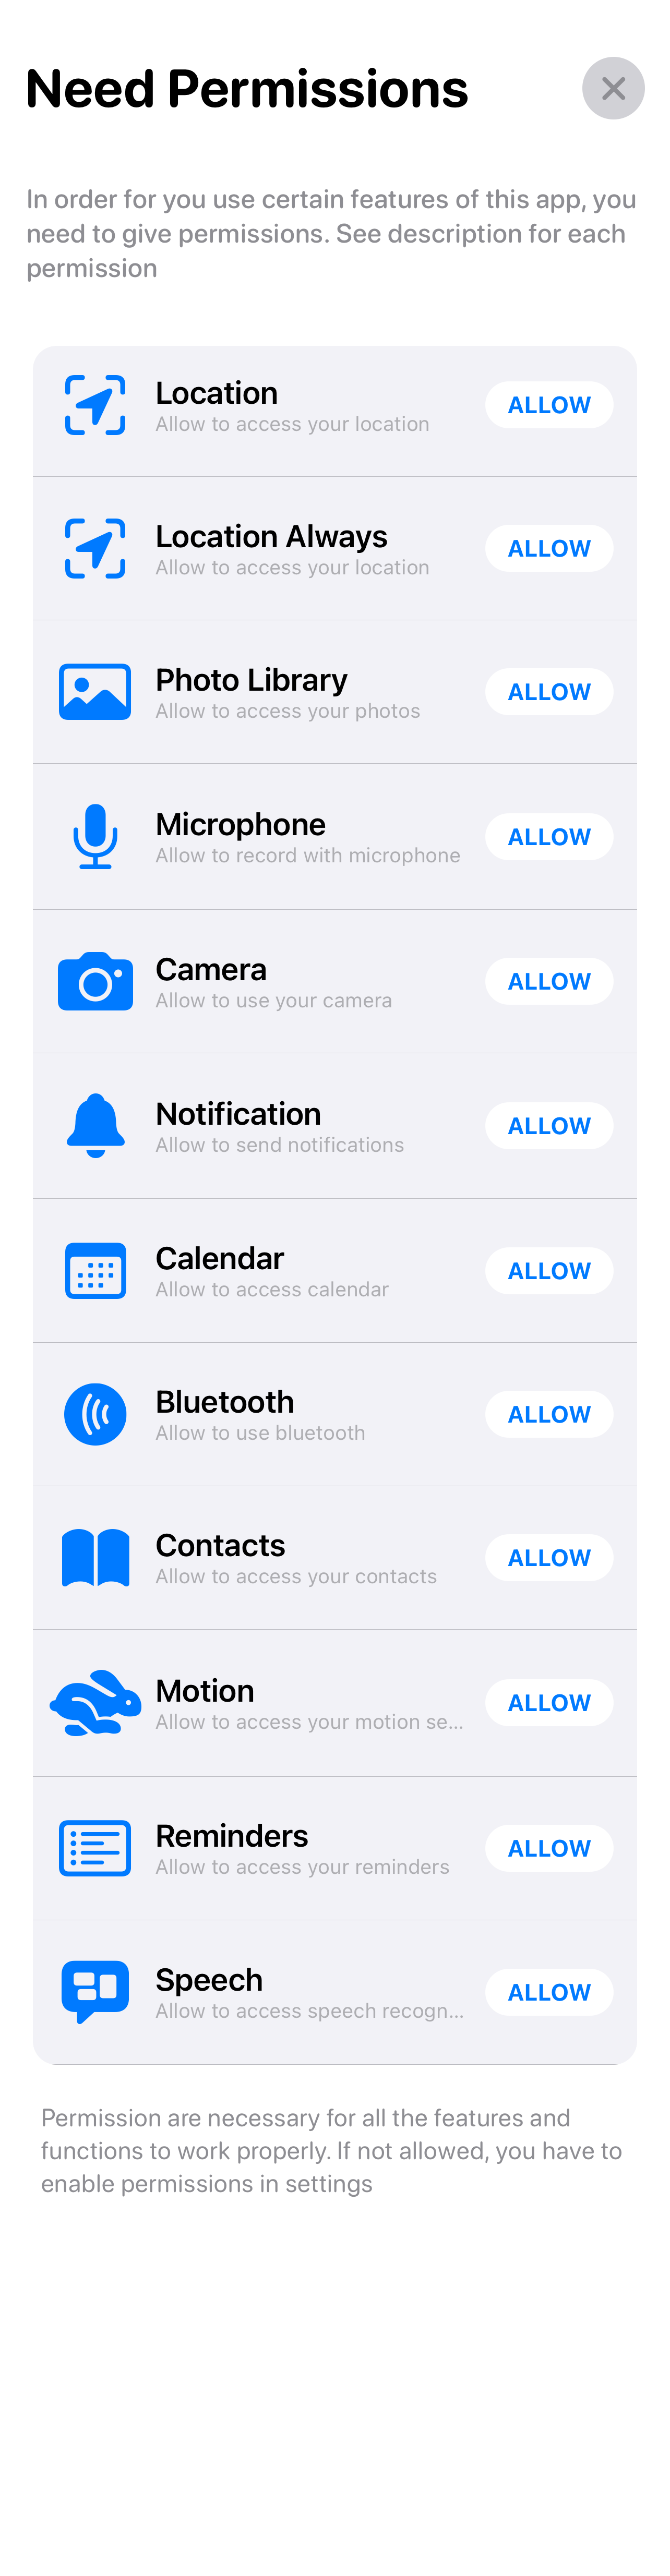 Need Permissions
In order for you use certain features of this app, you
need to give permissions. See description for each
permission
Location
Allow to access your location
ALLOW
Location Always
Allow to access your location
ALLOW
Photo Library
Allow to access your photos
ALLOW
Microphone
Allow to record with microphone
ALLOW
Camera
Allow to use your camera
ALLOW
Notification
Allow to send notifications
ALLOW
Calendar
Allow to access calendar
ALLOW
Bluetooth
Allow to use bluetooth
ALLOW
Contacts
Allow to access your contacts
ALLOW
Motion
Allow to access your motion se...
ALLOW
Reminders
Allow to access your reminders
ALLOW
Speech
Allow to access speech recogn...
ALLOW
Permission are necessary for all the features and
functions to work properly. If not allowed, you have to
enable permissions in settings